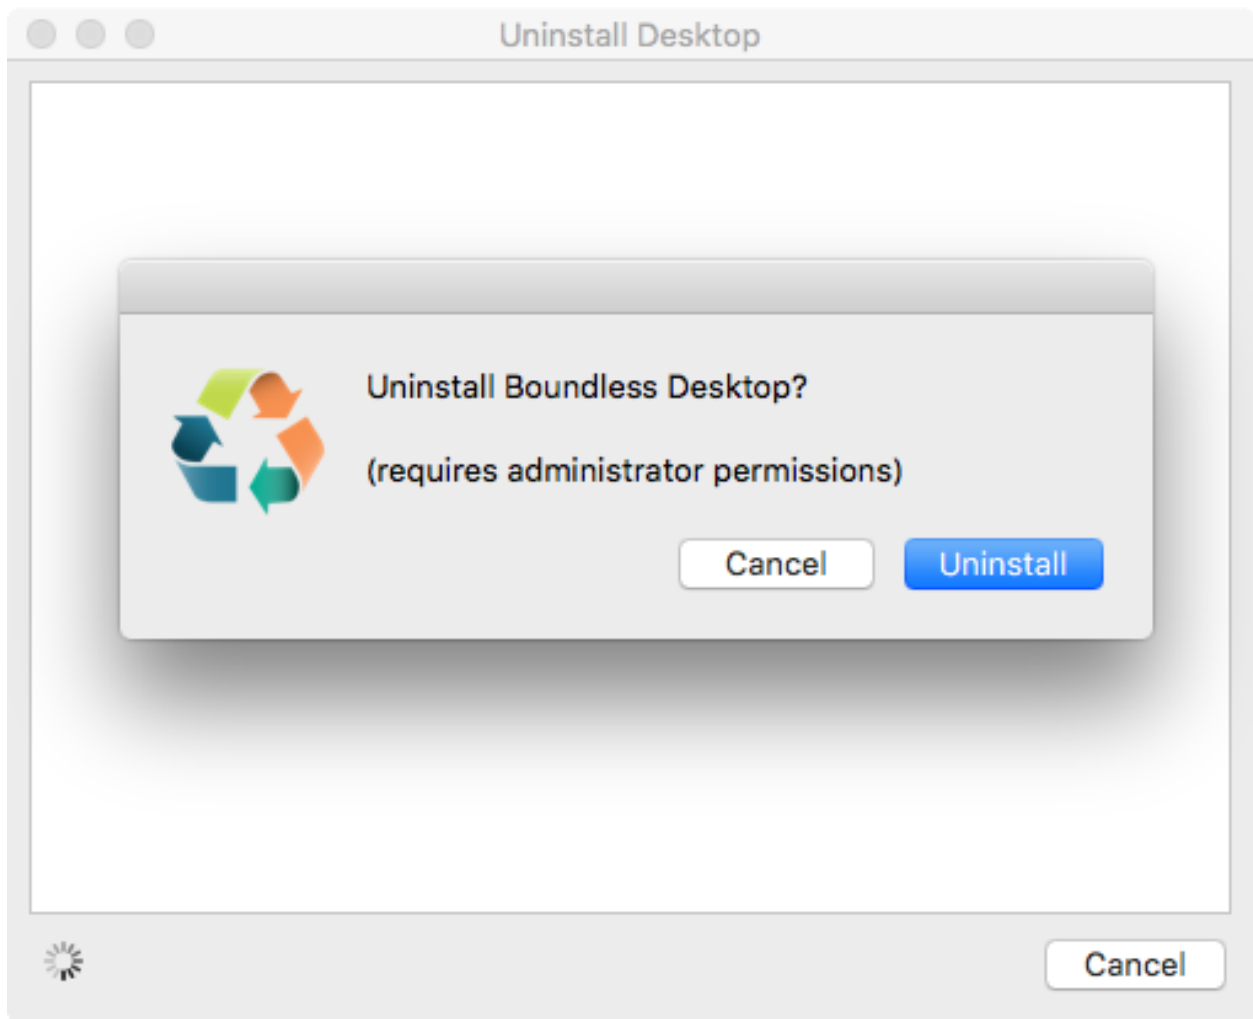 Uninstall Desktop
Uninstall Boundless Desktop?
(requires administrator permissions)
Cancel
Uninstall
Cancel